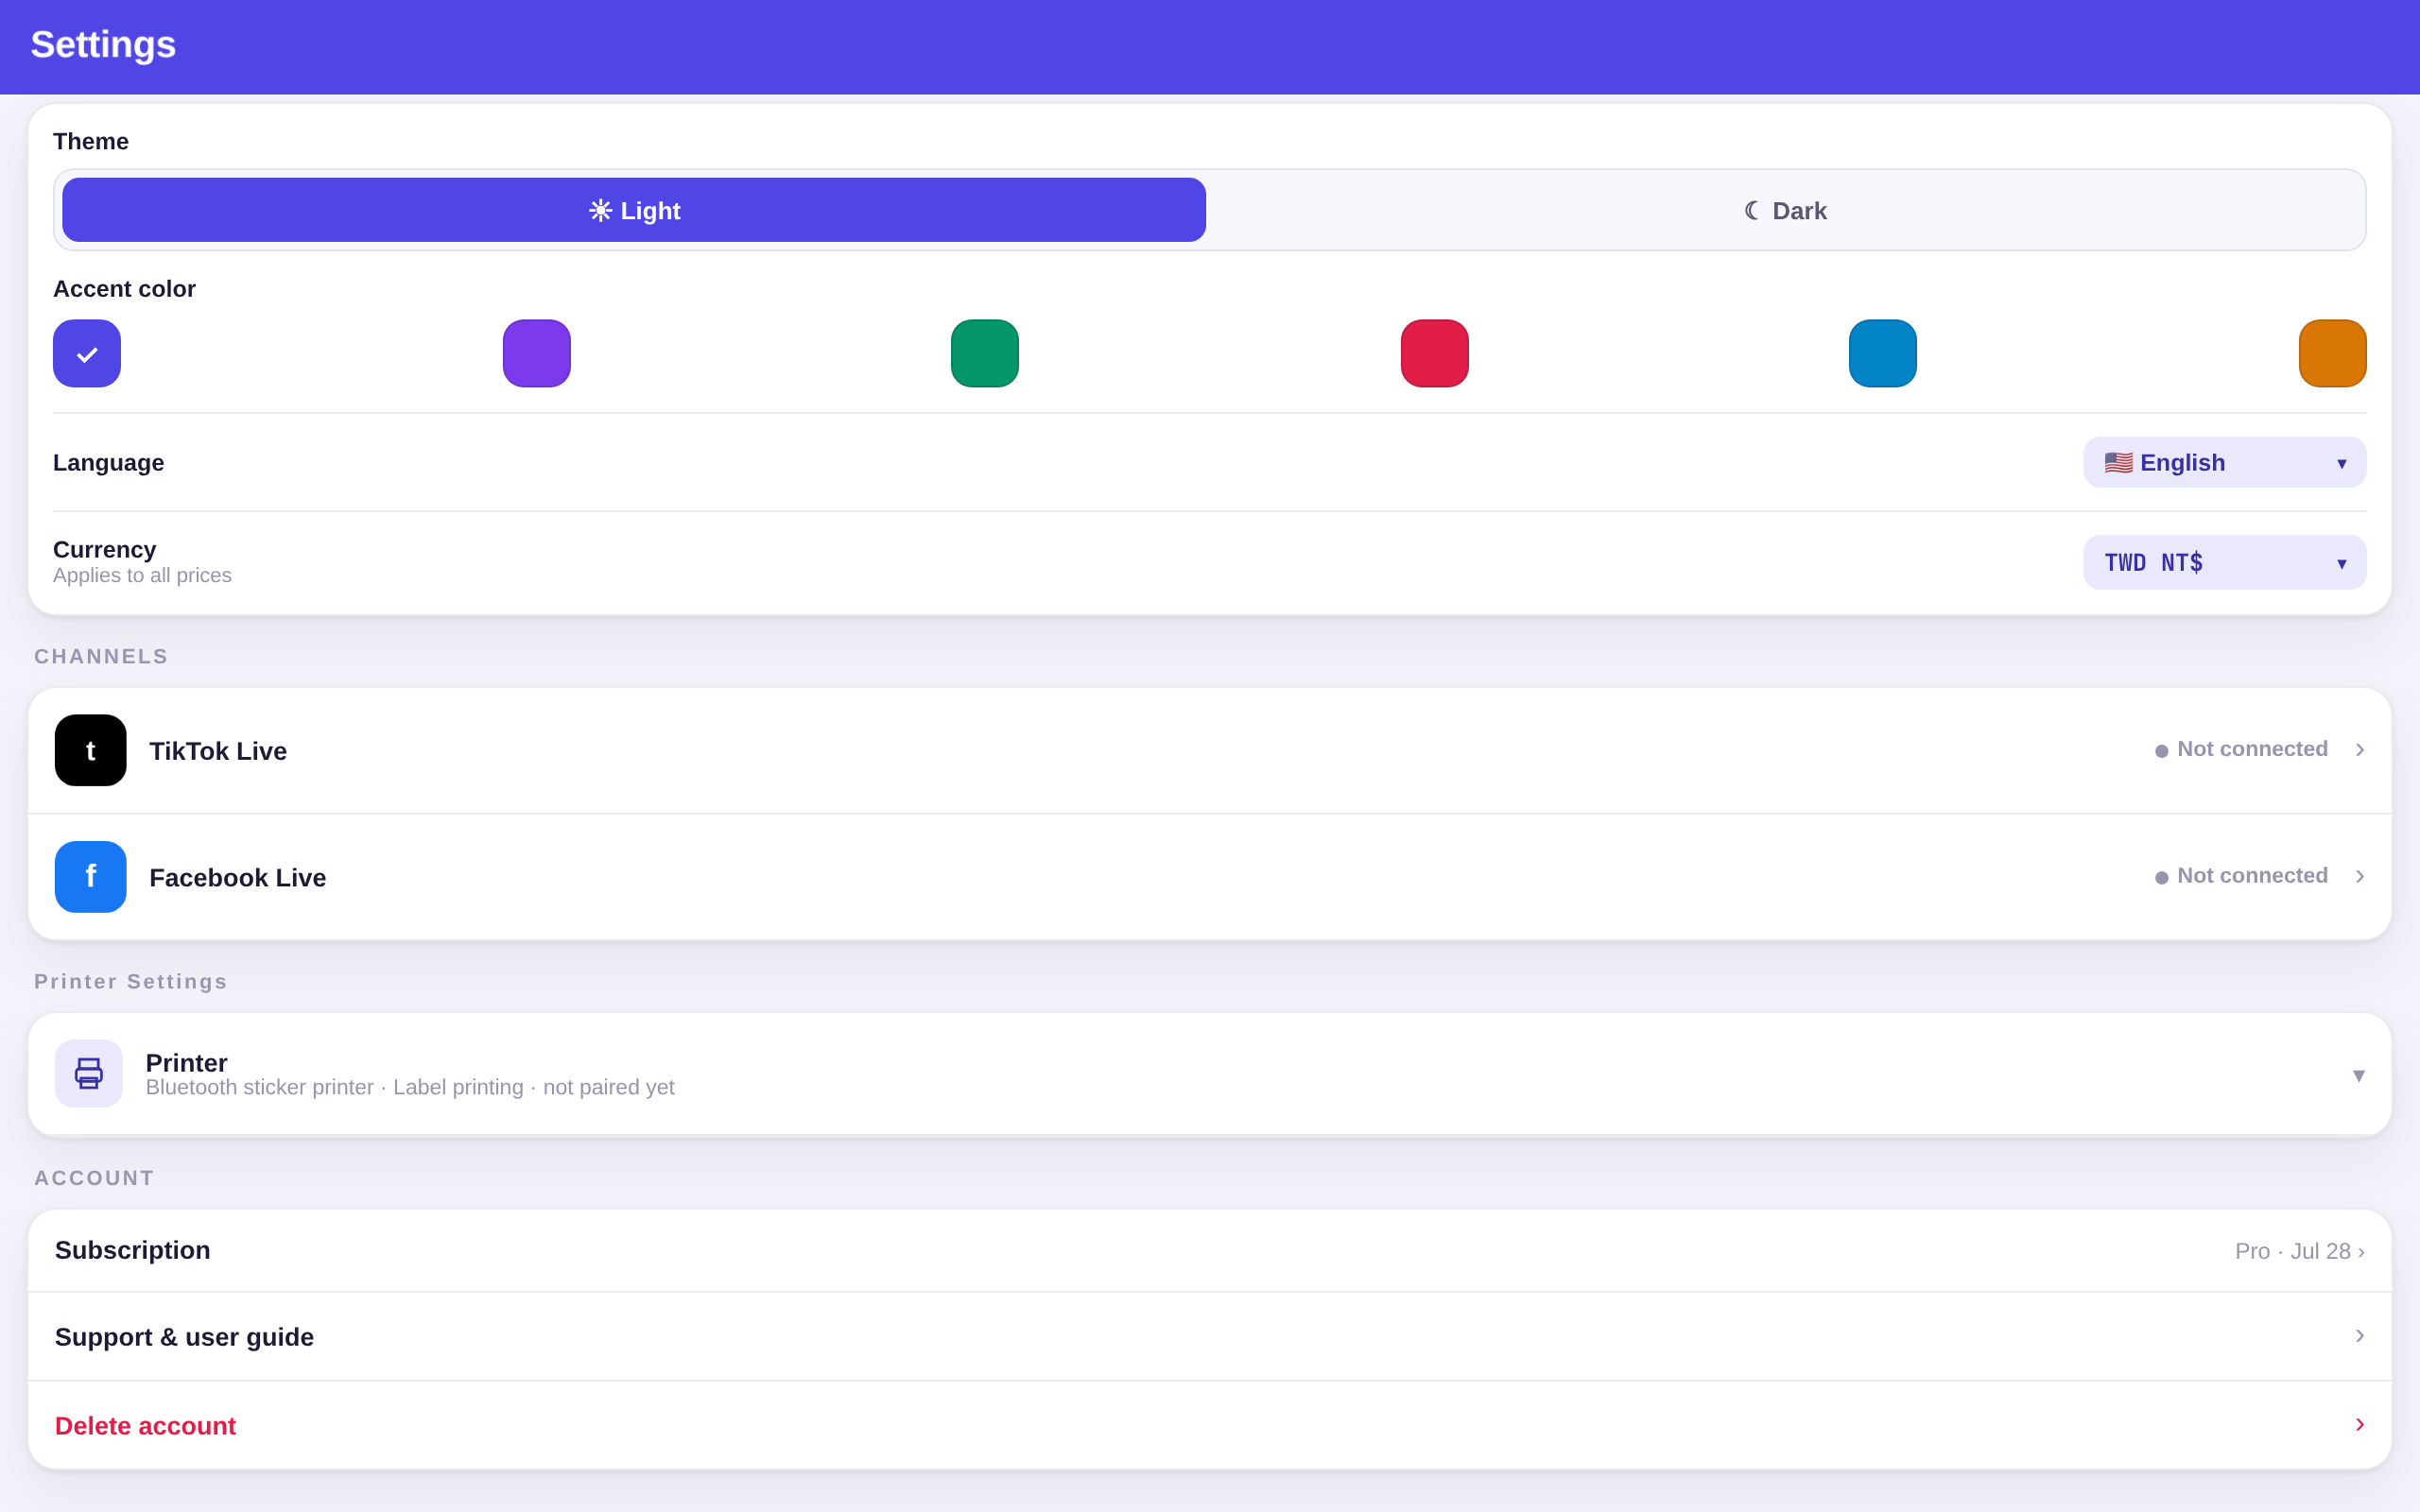 Settings
Theme
☀ Light
☾ Dark
Accent color
Language
🇺🇸 English ▾
Currency
Applies to all prices
TWD NT$ ▾
CHANNELS
t
TikTok Live
● Not connected ›
f
Facebook Live
● Not connected ›
Printer Settings
Printer
Bluetooth sticker printer · Label printing · not paired yet
▾
ACCOUNT
Subscription
Pro · Jul 28 ›
Support & user guide ›
Delete account ›